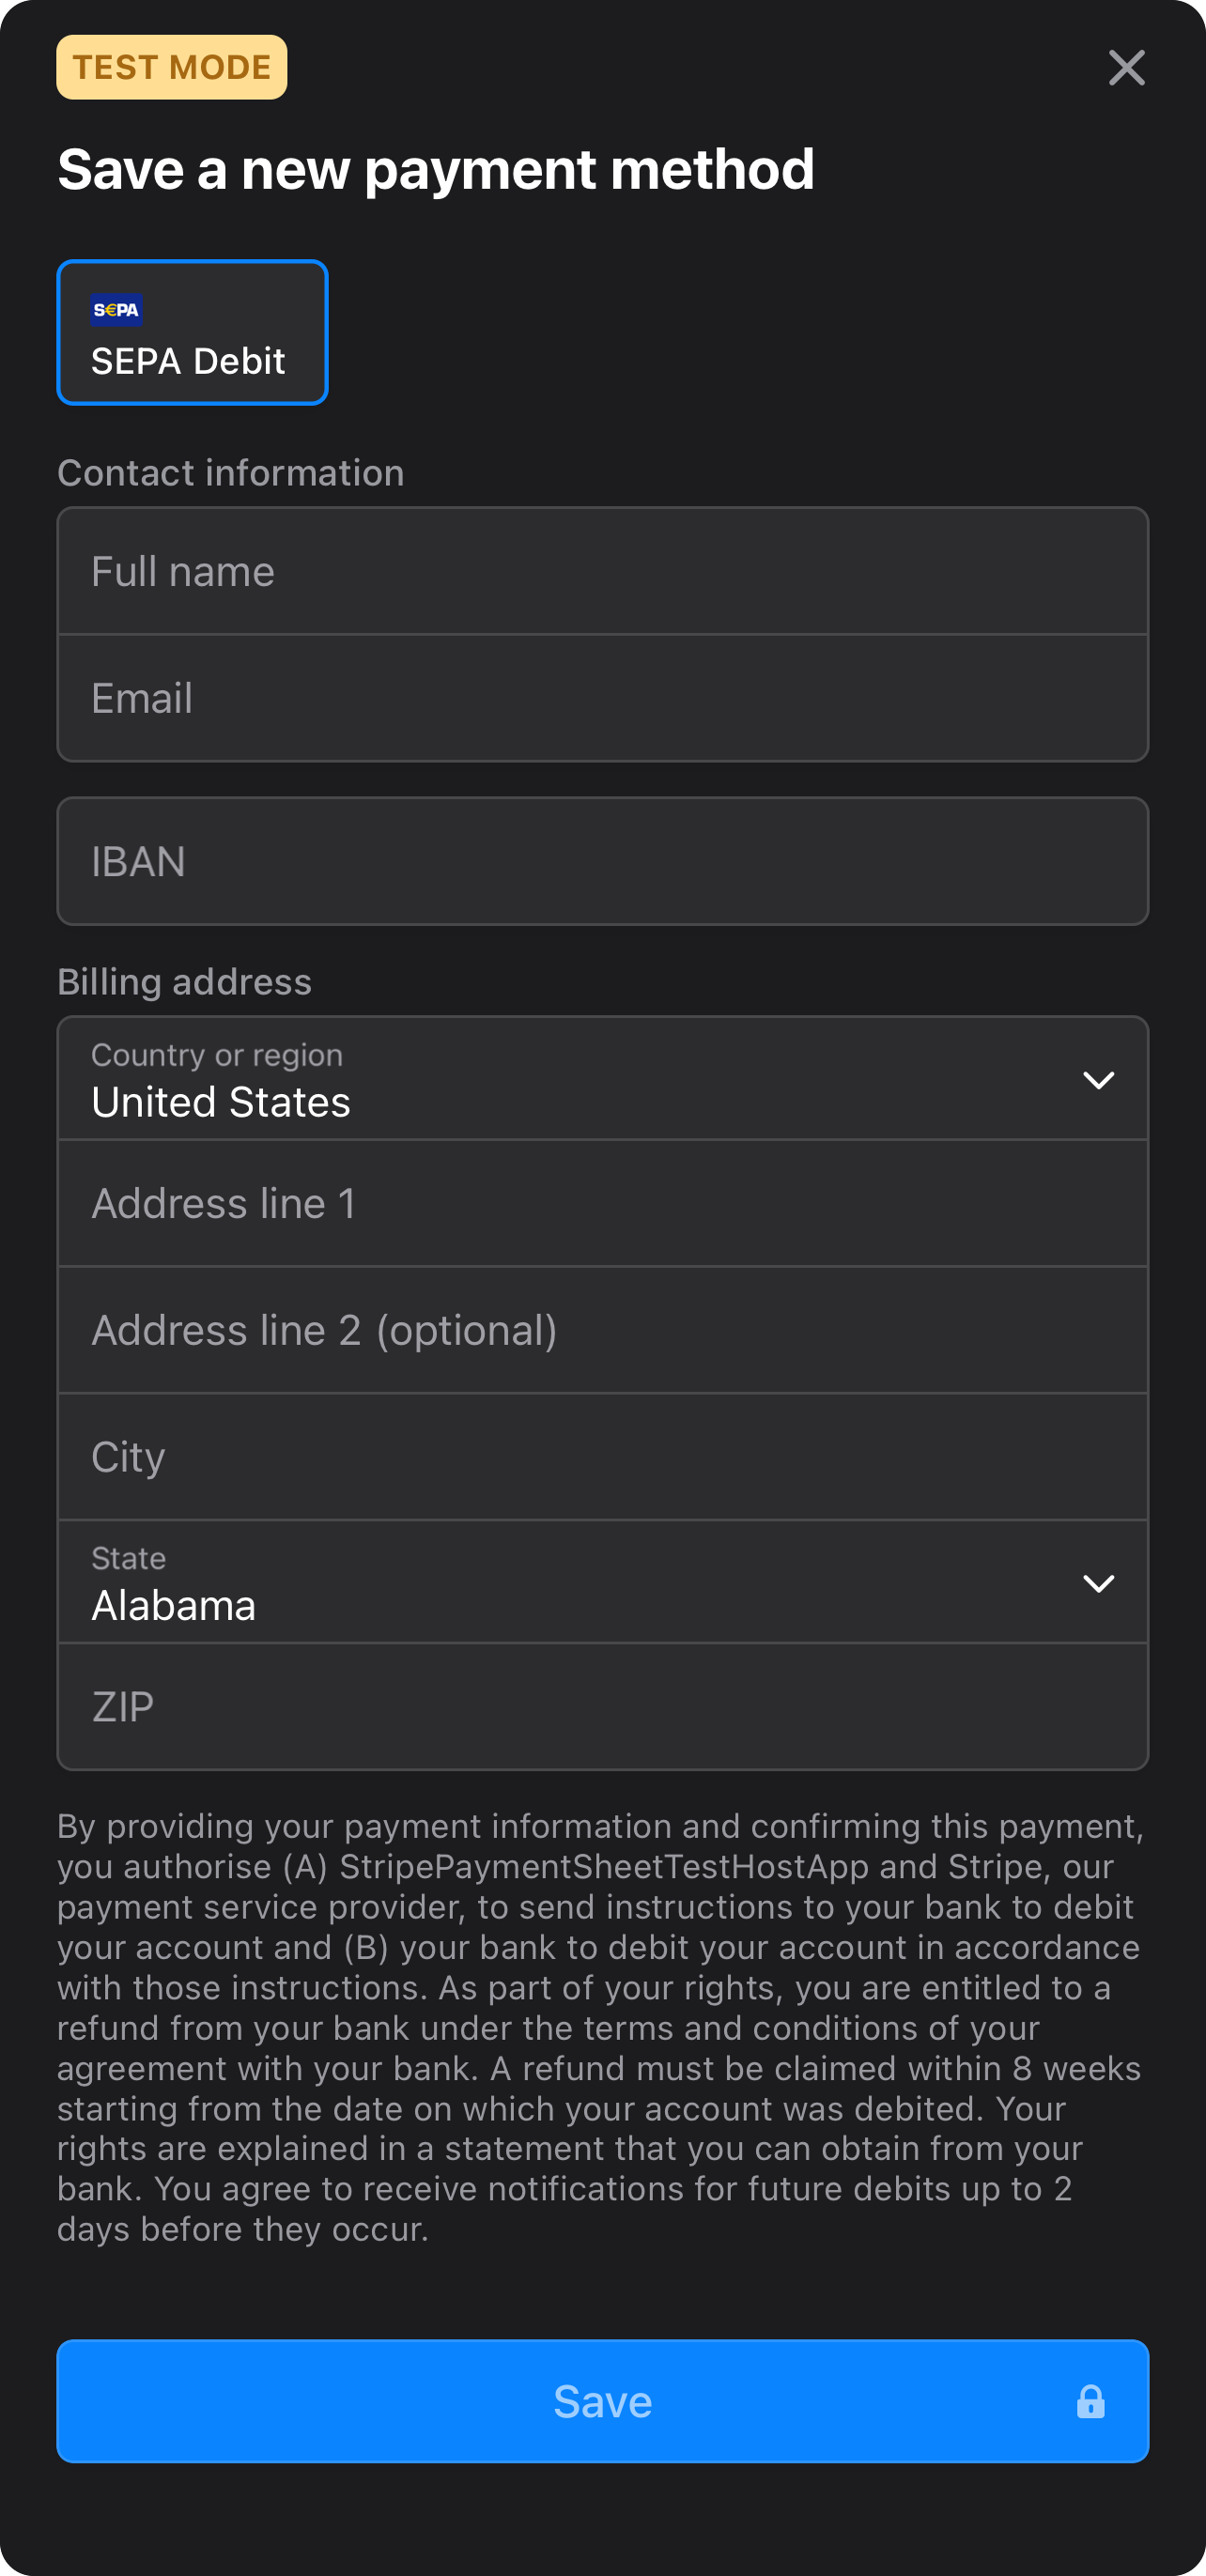 TEST MODE
Save a new payment method
S€PA
SEPA Debit
Contact information
Full name
Email
IBAN
Billing address
Country or region
United States
Address line 1
Address line 2 (optional)
City
State
Alabama
ZIP
By providing your payment information and confirming this payment,
you authorise (A) StripePaymentSheetTestHostApp and Stripe, our
payment service provider, to send instructions to your bank to debit
your account and (B) your bank to debit your account in accordance
with those instructions. As part of your rights, you are entitled to a
refund from your bank under the terms and conditions of your
agreement with your bank. A refund must be claimed within 8 weeks
starting from the date on which your account was debited. Your
rights are explained in a statement that you can obtain from your
bank. You agree to receive notifications for future debits up to 2
days before they occur.
Save